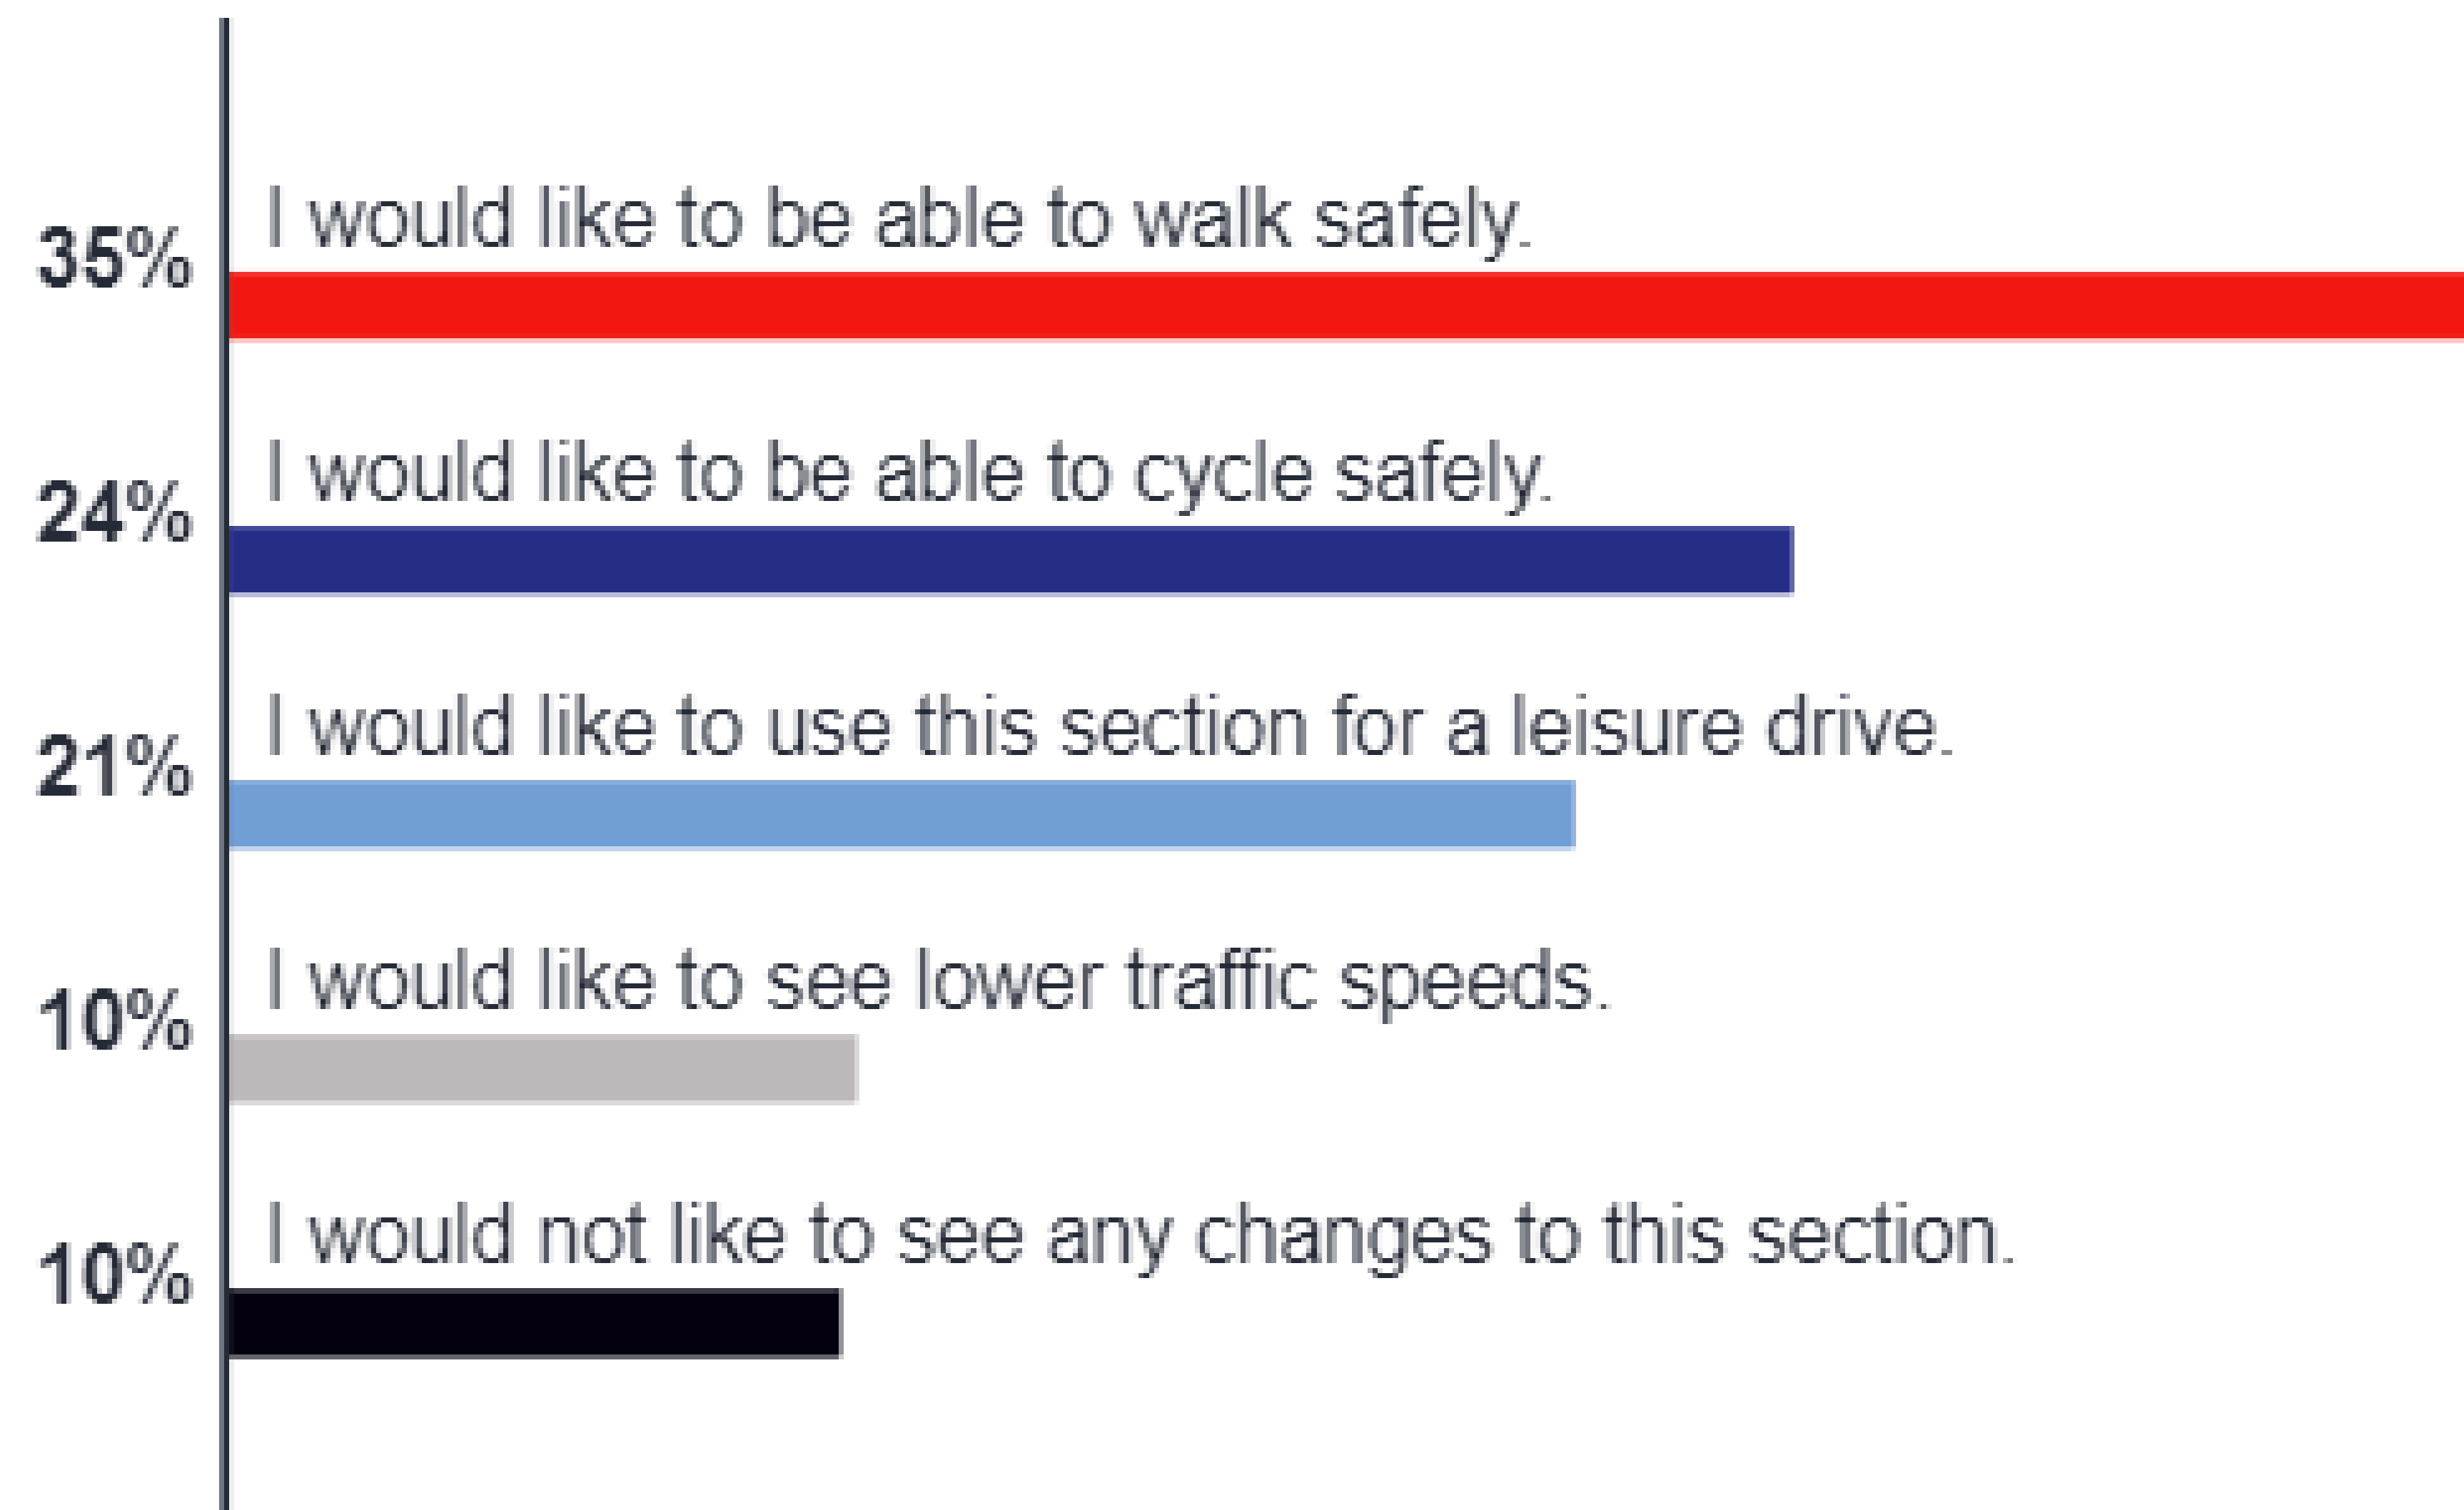 35% I would like to be able to walk safely.
24% I would like to be able to cycle safely.
21% I would like to use this section for a leisure drive.
10% I would like to see lower traffic speeds.
10% I would not like to see any changes to this section.